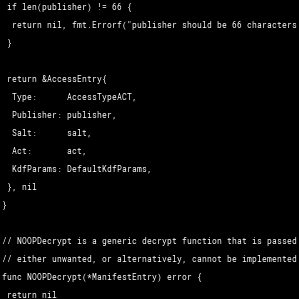 if len(publisher) != 66 {
return nil, fmt.Errorf("publisher should be 66 characters
}
return &AccessEntry{
Type:      AccessTypeACT,
Publisher: publisher,
Salt:      salt,
Act:       act,
KdfParams: DefaultKdfParams,
}, nil
}
// NOOPDecrypt is a generic decrypt function that is passed
// either unwanted, or alternatively, cannot be implemented
func NOOPDecrypt(*ManifestEntry) error {
return nil